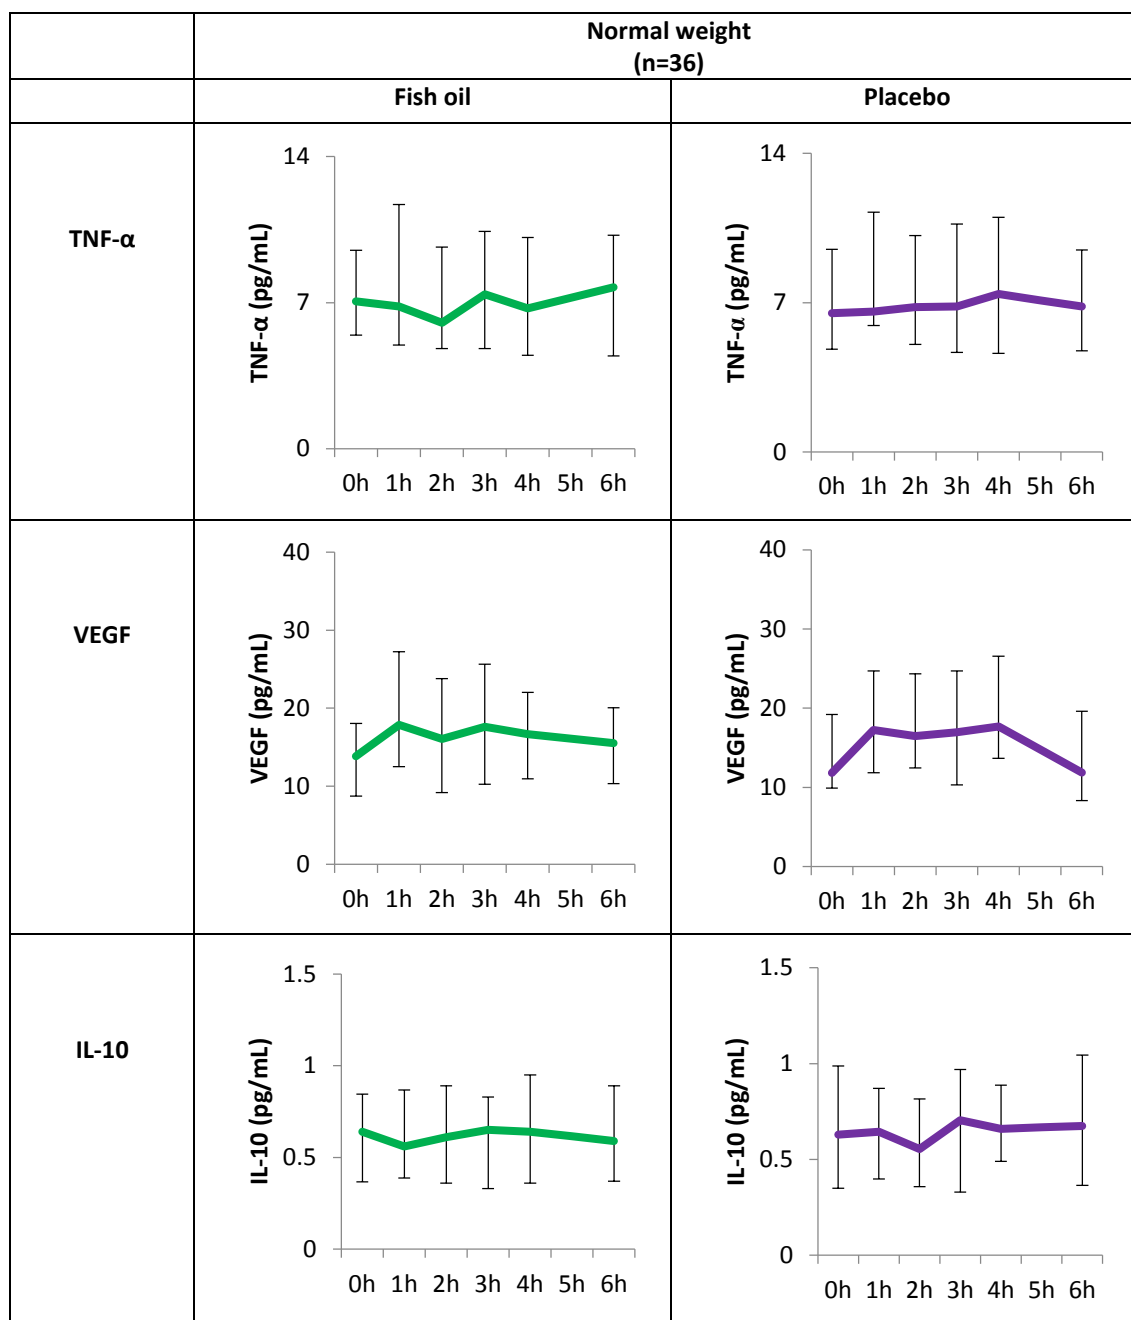 Normal weight
(n=36)
Fish oil
Placebo
TNF-α
TNF-α (pg/mL)
14
7
0
0h 1h 2h 3h 4h 5h 6h
TNF-α (pg/mL)
14
7
0
0h 1h 2h 3h 4h 5h 6h
VEGF
VEGF (pg/mL)
40
30
20
10
0
0h 1h 2h 3h 4h 5h 6h
VEGF (pg/mL)
40
30
20
10
0
0h 1h 2h 3h 4h 5h 6h
IL-10
IL-10 (pg/mL)
1.5
1
0.5
0
0h 1h 2h 3h 4h 5h 6h
IL-10 (pg/mL)
1.5
1
0.5
0
0h 1h 2h 3h 4h 5h 6h